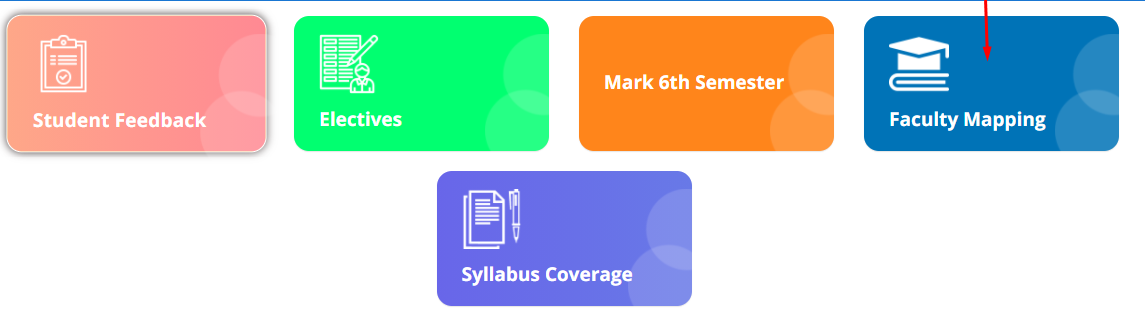 Student Feedback
Electives
Mark 6th Semester
Faculty Mapping
Syllabus Coverage